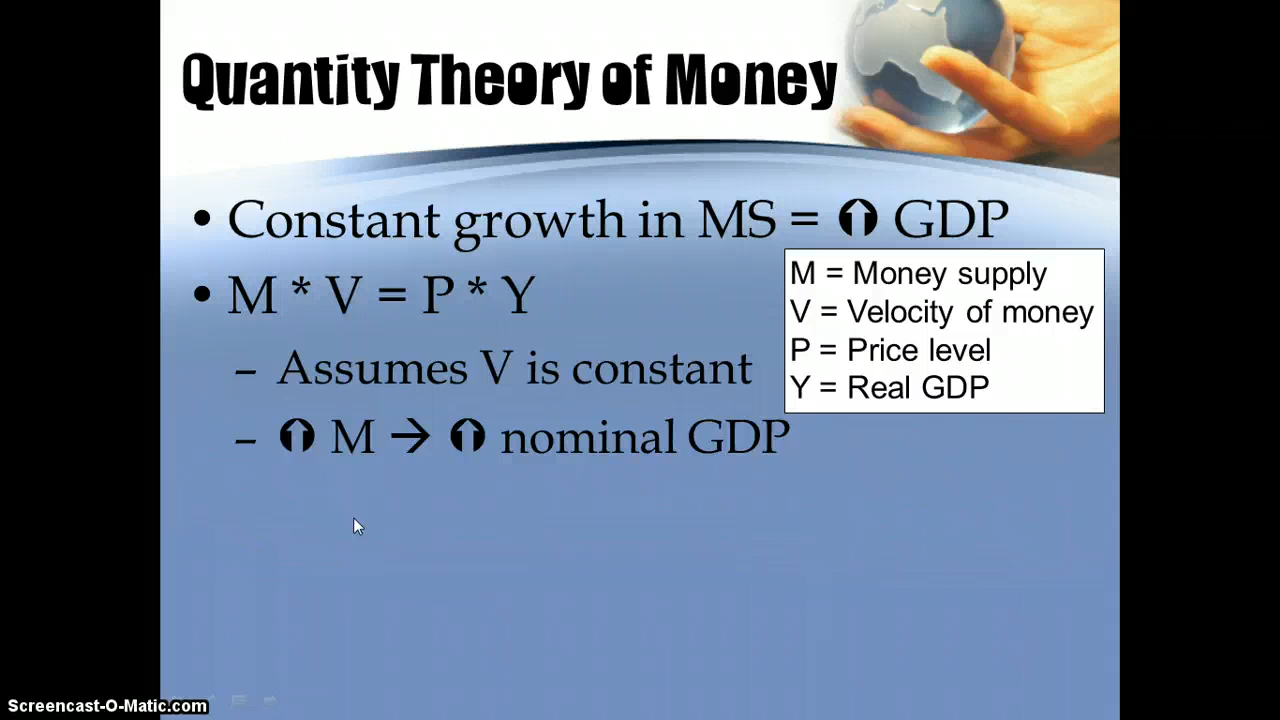 Quantity Theory of Money
• Constant growth in MS = ⬆ GDP
• M * V = P * Y
– Assumes V is constant
– ⬆ M → ⬆ nominal GDP
M = Money supply
V = Velocity of money
P = Price level
Y = Real GDP
Screencast-O-Matic.com